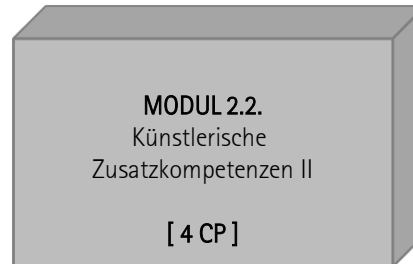 MODUL 2.2.
Künstlerische
Zusatzkompetenzen II
[ 4 CP ]